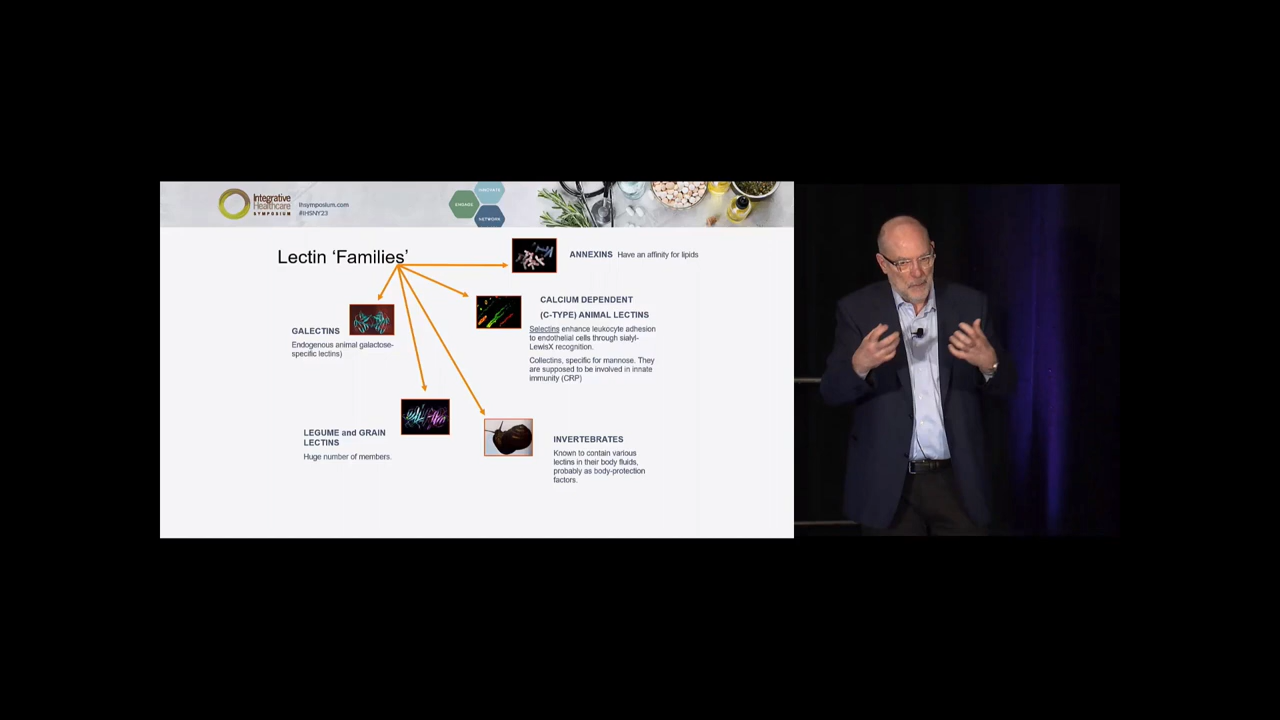 Integrative
Healthcare
SYMPOSIUM
ihsymposium.com
#IHSNY23
INNOVATE
ENGAGE
NETWORK
Lectin ‘Families’
ANNEXINS Have an affinity for lipids
CALCIUM DEPENDENT
(C-TYPE) ANIMAL LECTINS
Selectins enhance leukocyte adhesion
to endothelial cells through sialyl-
LewisX recognition.
Collectins, specific for mannose. They
are supposed to be involved in innate
immunity (CRP)
GALECTINS
Endogenous animal galactose-
specific lectins)
LEGUME and GRAIN
LECTINS
Huge number of members.
INVERTEBRATES
Known to contain various
lectins in their body fluids,
probably as body-protection
factors.